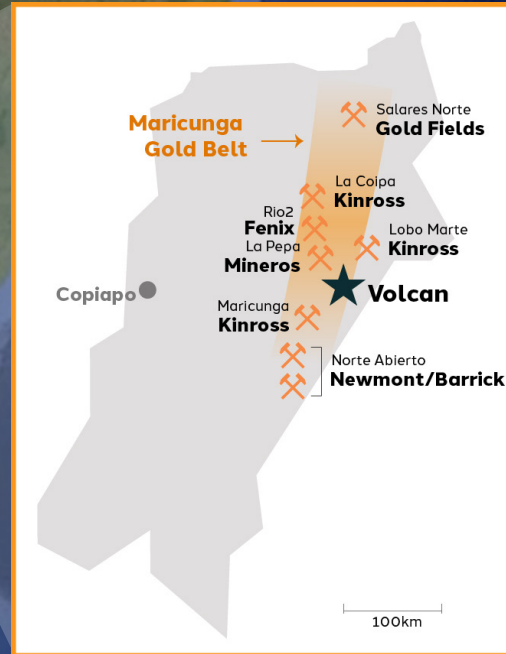 Salares Norte
Gold Fields
Maricunga
Gold Belt
La Coipa
Kinross
Rio2
Fenix
Lobo Marte
Kinross
La Pepa
Mineros
Copiapo
Volcan
Maricunga
Kinross
Norte Abierto
Newmont/Barrick
100km